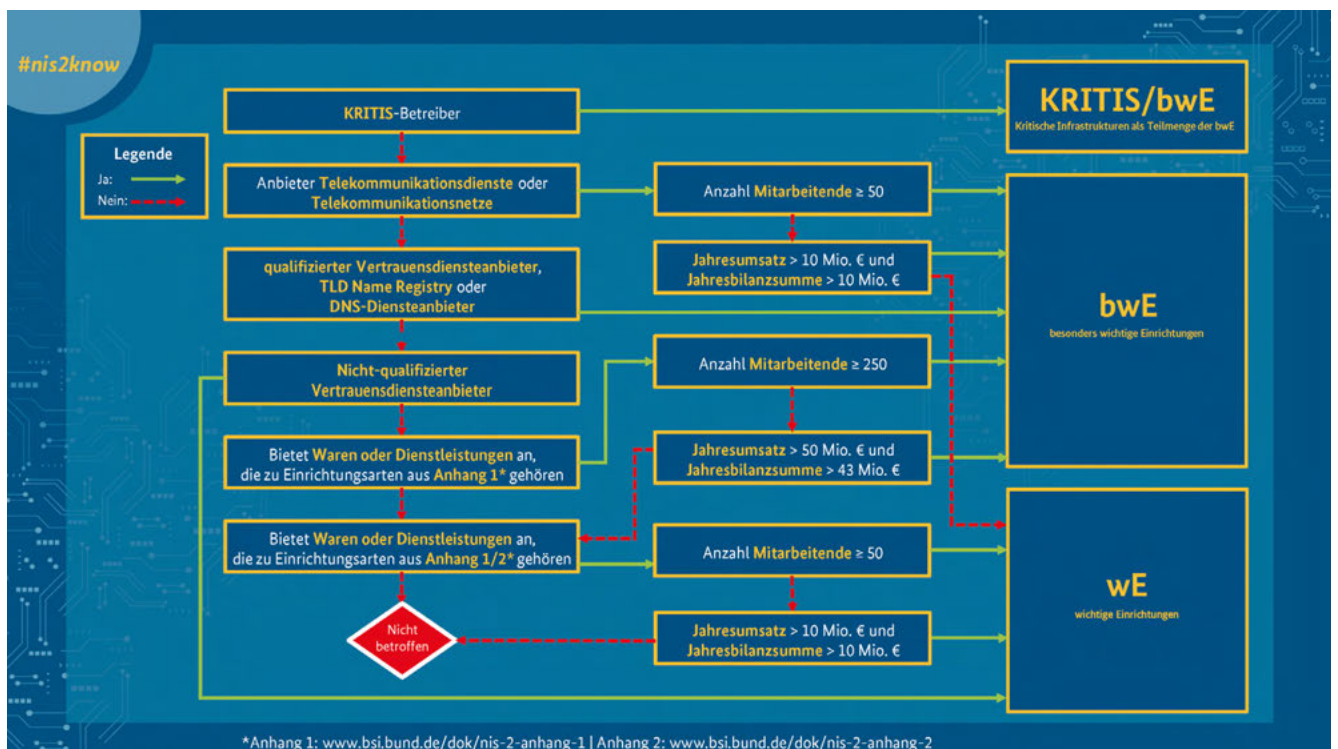 #nis2know
Legende
Ja:
Nein:
KRITIS-Betreiber
KRITIS/bwE
Kritische Infrastrukturen als Teilmenge der bwE
Anbieter Telekommunikationsdienste oder
Telekommunikationsnetze
Anzahl Mitarbeitende ≥ 50
Jahresumsatz > 10 Mio. € und
Jahresbilanzsumme > 10 Mio. €
qualifizierter Vertrauensdiensteanbieter,
TLD Name Registry oder
DNS-Diensteanbieter
bwE
besonders wichtige Einrichtungen
Nicht-qualifizierter
Vertrauensdiensteanbieter
Anzahl Mitarbeitende ≥ 250
Bietet Waren oder Dienstleistungen an,
die zu Einrichtungsarten aus Anhang 1* gehören
Jahresumsatz > 50 Mio. € und
Jahresbilanzsumme > 43 Mio. €
Bietet Waren oder Dienstleistungen an,
die zu Einrichtungsarten aus Anhang 1/2* gehören
Anzahl Mitarbeitende ≥ 50
wE
wichtige Einrichtungen
Nicht
betroffen
Jahresumsatz > 10 Mio. € und
Jahresbilanzsumme > 10 Mio. €
*Anhang 1: www.bsi.bund.de/dok/nis-2-anhang-1 | Anhang 2: www.bsi.bund.de/dok/nis-2-anhang-2